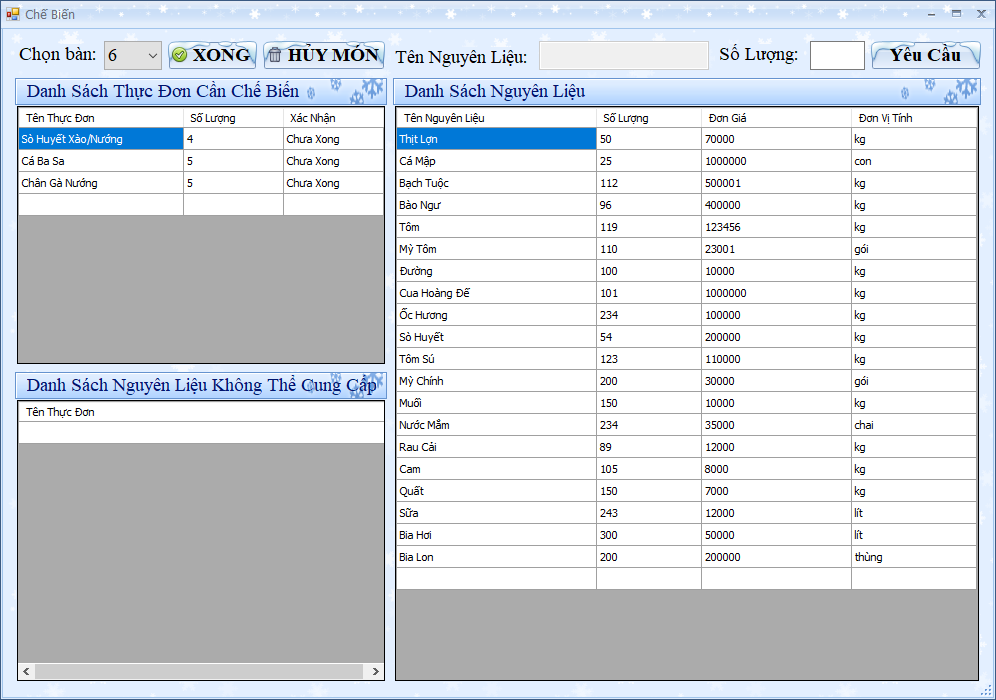 Chế Biến
Chọn bàn: 6 XONG HỦY MÓN Tên Nguyên Liệu: Số Lượng: Yêu Cầu
Danh Sách Thực Đơn Cần Chế Biến
Tên Thực Đơn Số Lượng Xác Nhận
Sò Huyết Xào/Nướng 4 Chưa Xong
Cá Ba Sa 5 Chưa Xong
Chân Gà Nướng 5 Chưa Xong
Danh Sách Nguyên Liệu Không Thể Cung Cấp
Tên Thực Đơn
Danh Sách Nguyên Liệu
Tên Nguyên Liệu Số Lượng Đơn Giá Đơn Vị Tính
Thịt Lợn 50 70000 kg
Cá Mập 25 1000000 con
Bạch Tuộc 112 500001 kg
Bào Ngư 96 400000 kg
Tôm 119 123456 kg
Mỳ Tôm 110 23001 gói
Đường 100 10000 kg
Cua Hoàng Đế 101 1000000 kg
Ốc Hương 234 100000 kg
Sò Huyết 54 200000 kg
Tôm Sú 123 110000 kg
Mỳ Chính 200 30000 gói
Muối 150 10000 kg
Nước Mắm 234 35000 chai
Rau Cải 89 12000 kg
Cam 105 8000 kg
Quất 150 7000 kg
Sữa 243 12000 lít
Bia Hơi 300 50000 lít
Bia Lon 200 200000 thùng